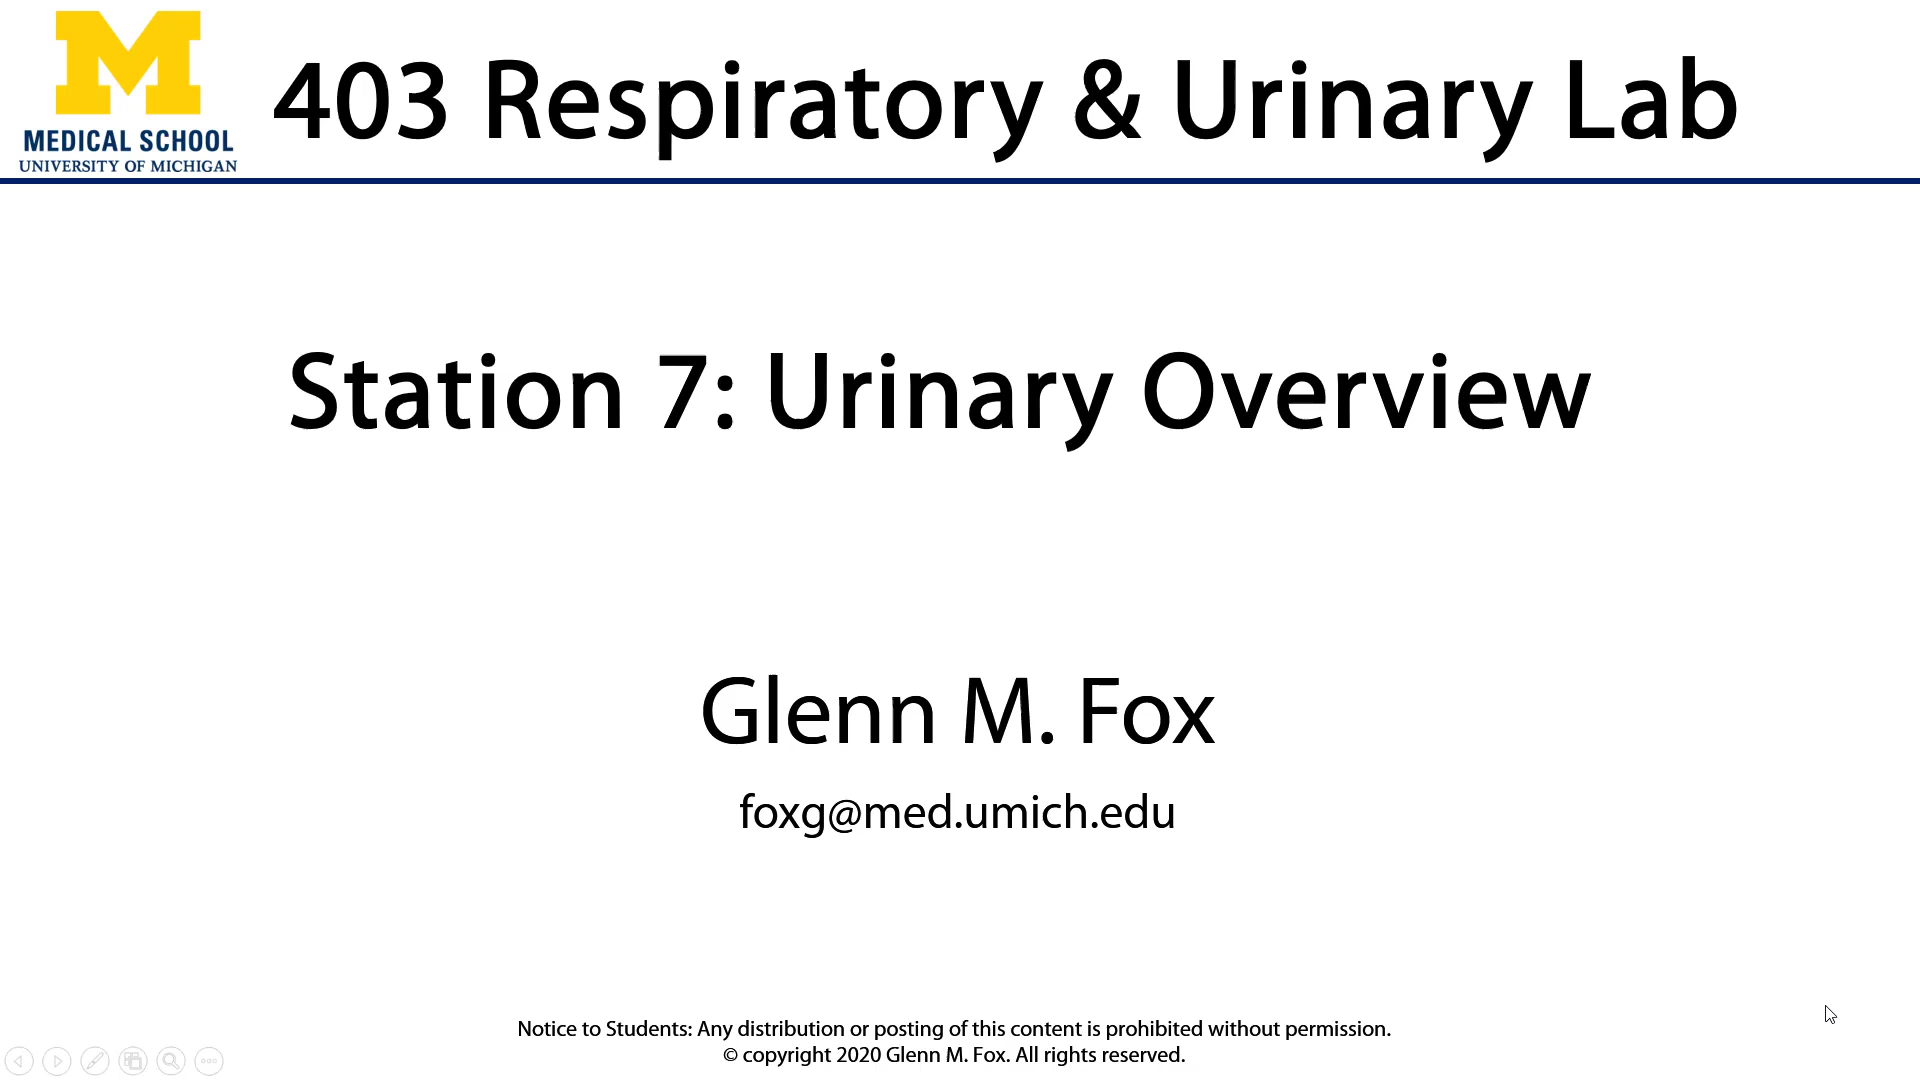 M
MEDICAL SCHOOL
UNIVERSITY OF MICHIGAN
403 Respiratory & Urinary Lab
Station 7: Urinary Overview
Glenn M. Fox
foxg@med.umich.edu
Notice to Students: Any distribution or posting of this content is prohibited without permission.
© copyright 2020 Glenn M. Fox. All rights reserved.